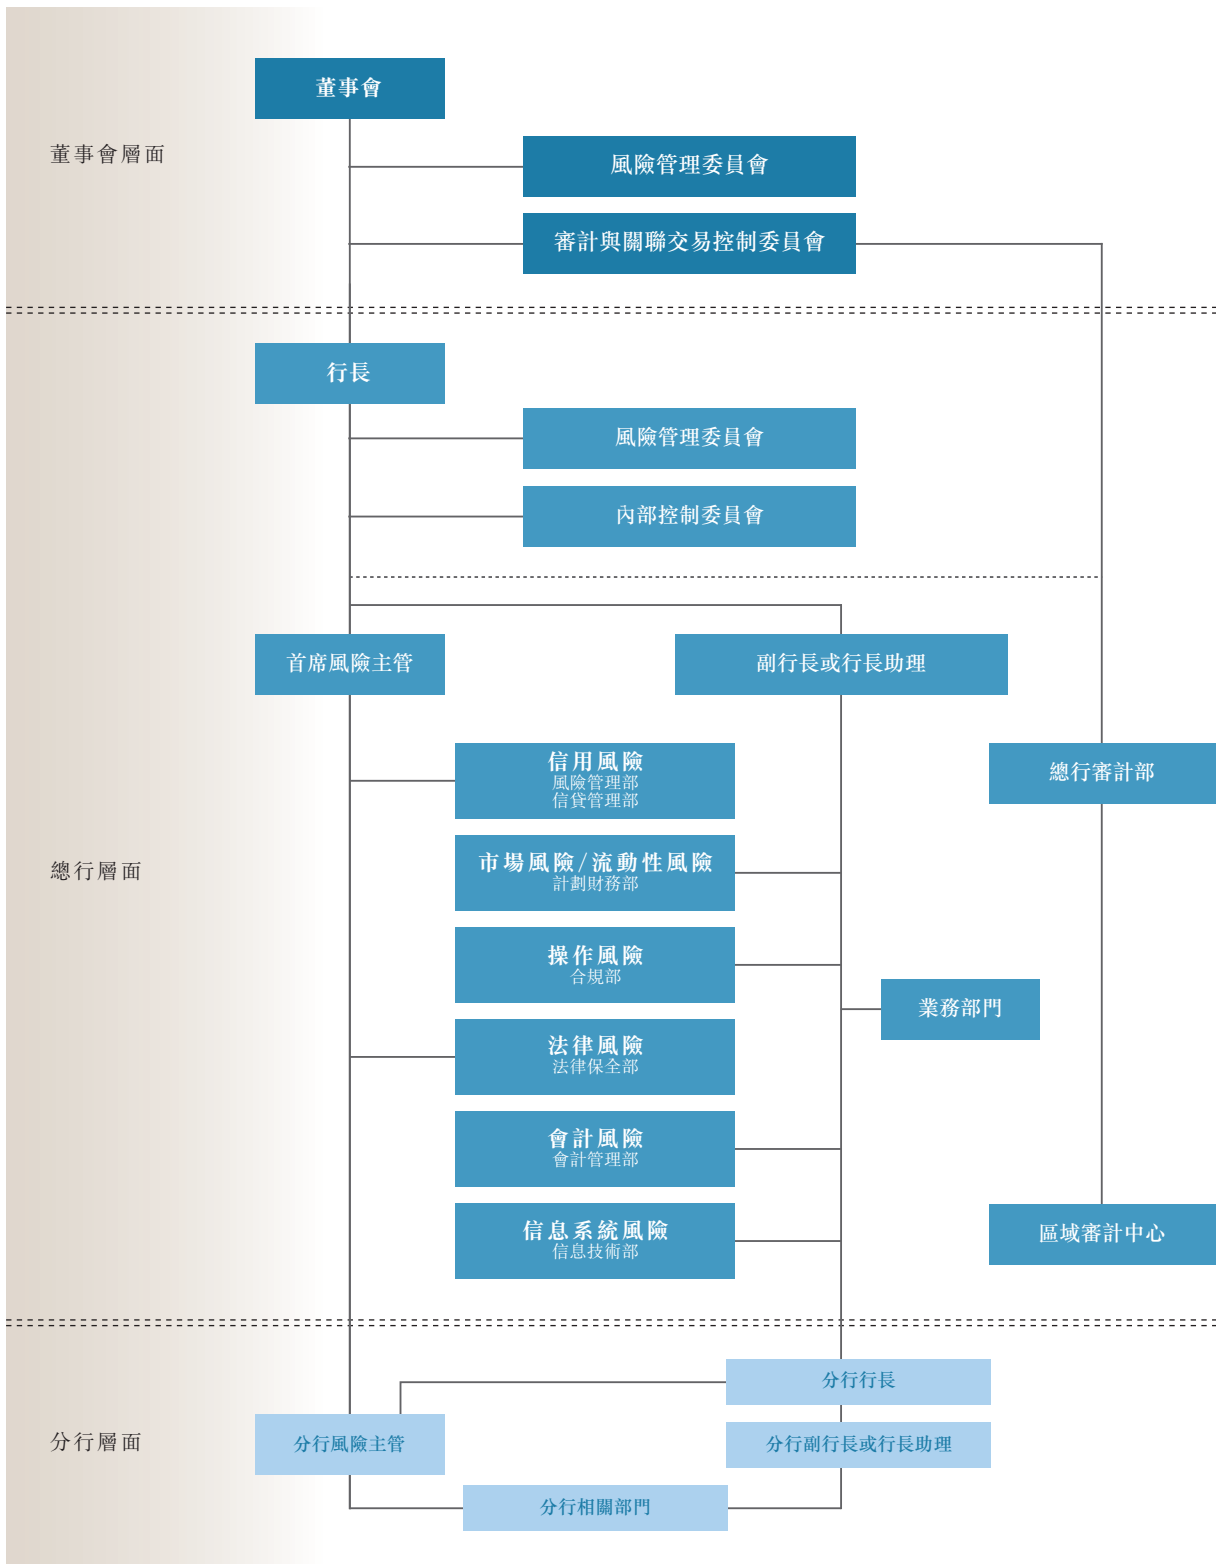 董事會
董事會層面
風險管理委員會
審計與關聯交易控制委員會
行長
風險管理委員會
內部控制委員會
首席風險主管
副行長或行長助理
信用風險
風險管理部
信貸管理部
總行審計部
市場風險/流動性風險
計劃財務部
總行層面
操作風險
合規部
業務部門
法律風險
法律保全部
會計風險
會計管理部
信息系統風險
信息技術部
區域審計中心
分行行長
分行層面
分行風險主管
分行副行長或行長助理
分行相關部門